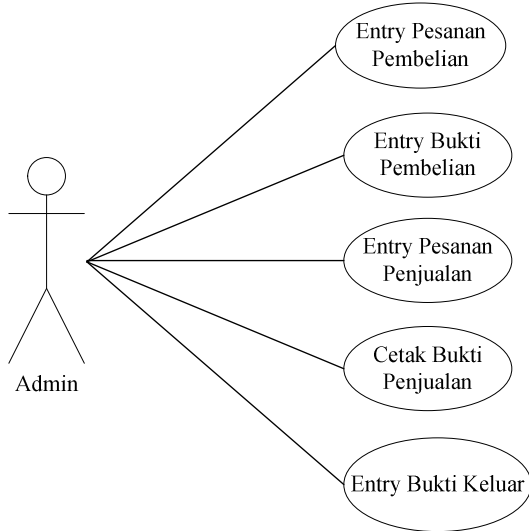 Entry Pesanan
Pembelian
Entry Bukti
Pembelian
Entry Pesanan
Penjualan
Cetak Bukti
Penjualan
Entry Bukti Keluar
Admin